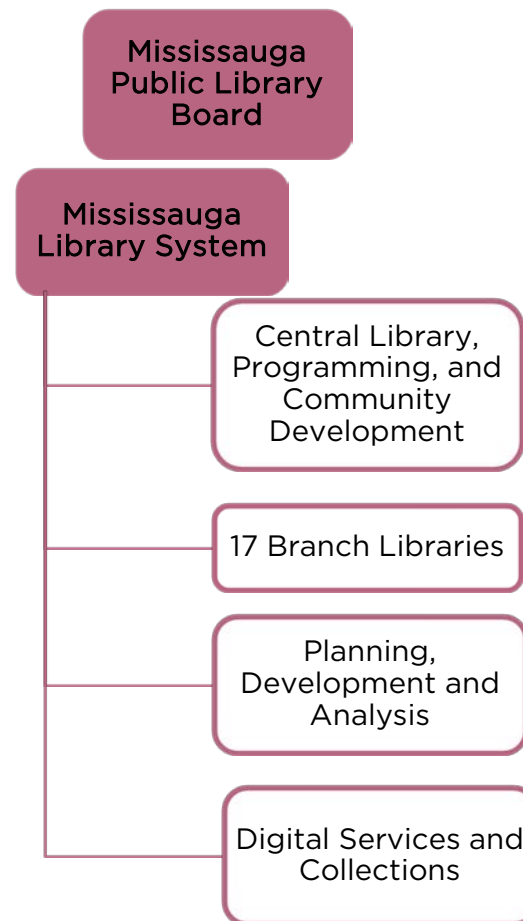 Mississauga
Public Library
Board
Mississauga
Library System
Central Library,
Programming, and
Community
Development
17 Branch Libraries
Planning,
Development and
Analysis
Digital Services and
Collections